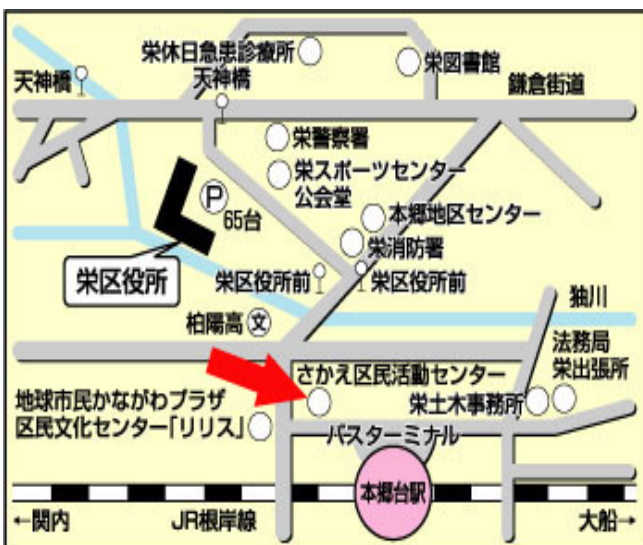 栄休日急患診療所
天神橋
天神橋
栄図書館
鎌倉街道
栄警察署
栄スポーツセンター
公会堂
P
65台
本郷地区センター
栄消防署
栄区役所
栄区役所前
栄区役所前
㹨川
柏陽高
文
法務局
栄出張所
さかえ区民活動センター
地球市民かながわプラザ
区民文化センター「リリス」
栄土木事務所
バスターミナル
本郷台駅
←関内
JR根岸線
大船→